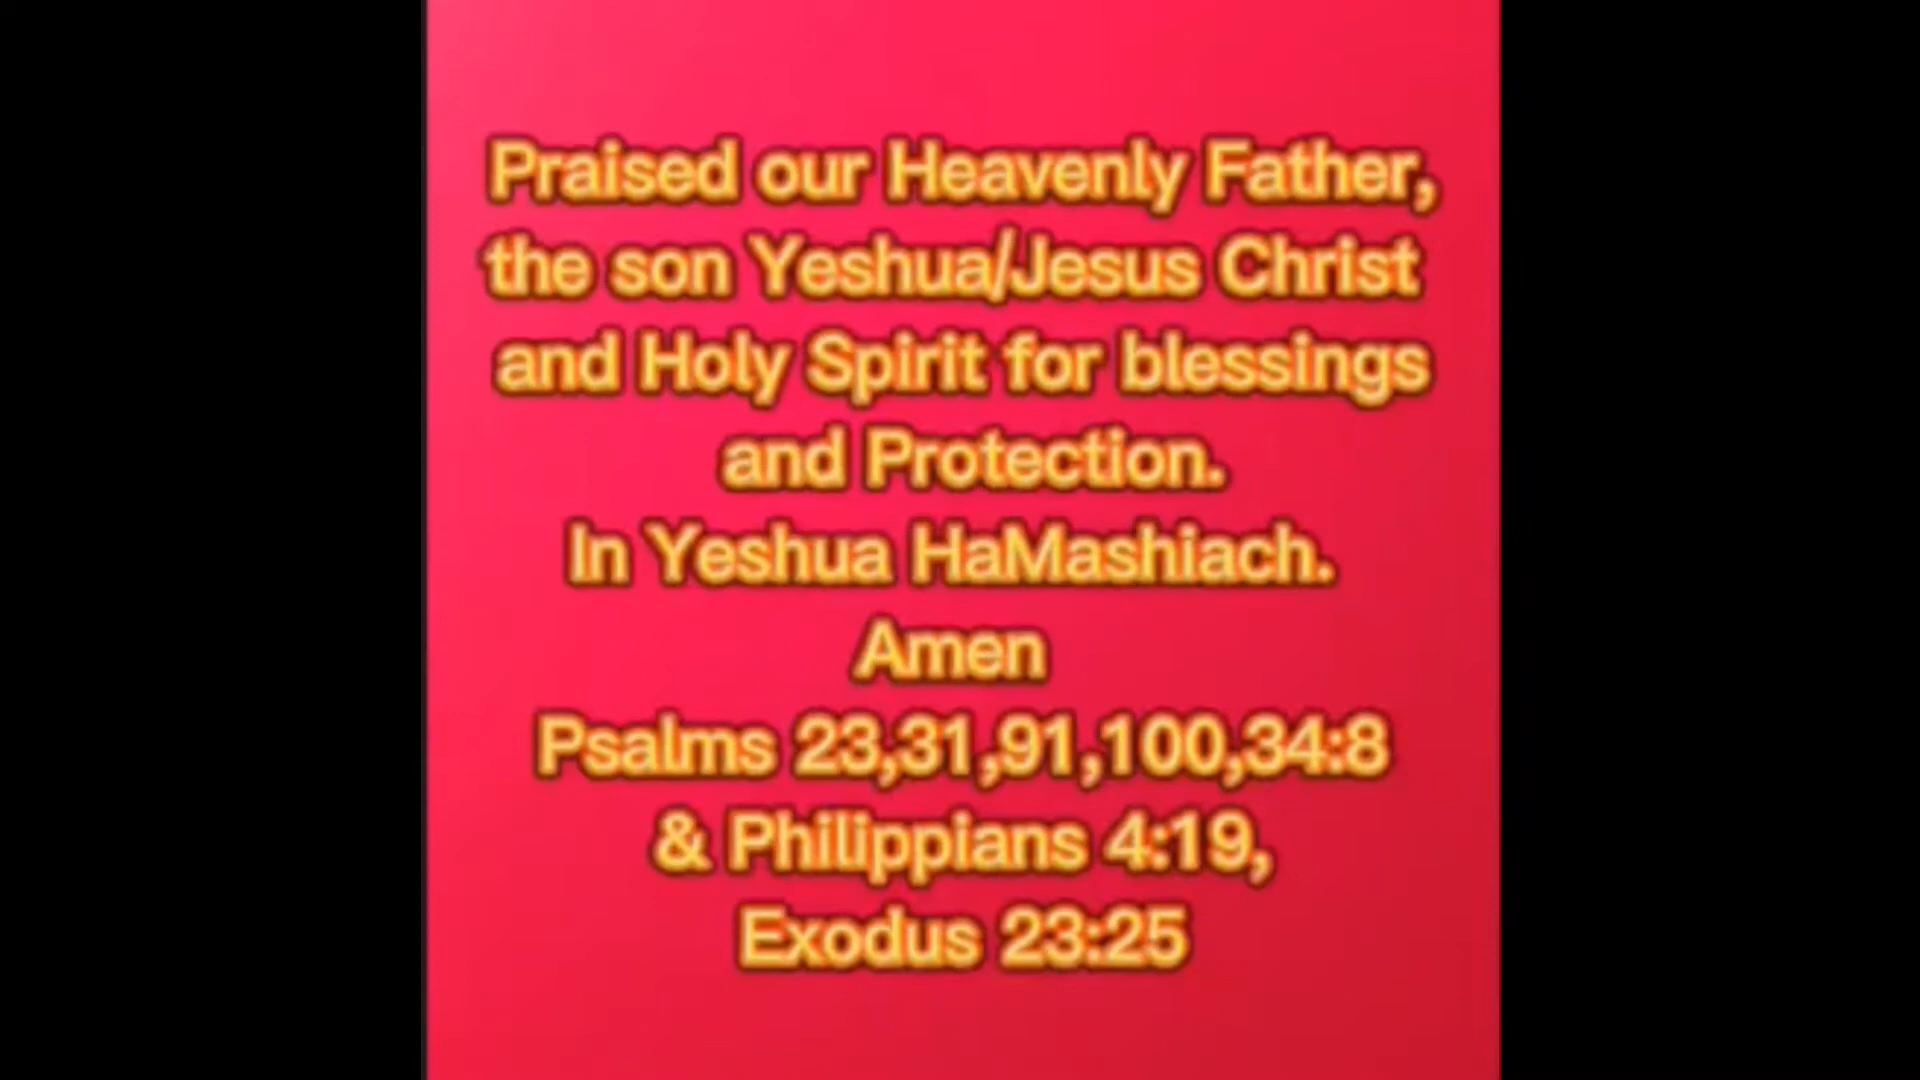 Praised our Heavenly Father,
the son Yeshua/Jesus Christ
and Holy Spirit for blessings
and Protection.
In Yeshua HaMashiach.
Amen
Psalms 23,31,91,100,34:8
& Philippians 4:19,
Exodus 23:25